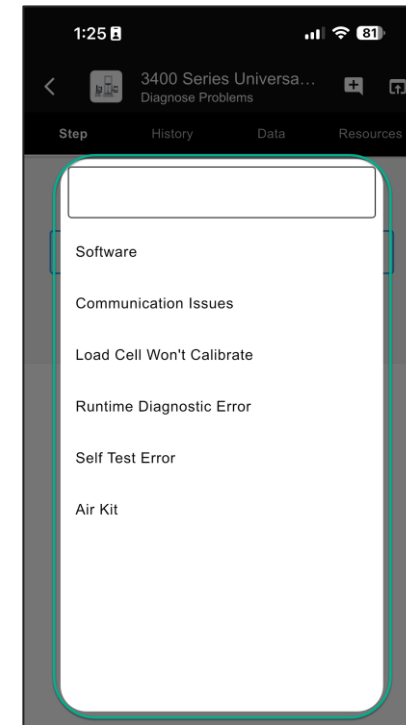 1:25
81
3400 Series Universa...
Diagnose Problems
Step History Data Resources
Software
Communication Issues
Load Cell Won't Calibrate
Runtime Diagnostic Error
Self Test Error
Air Kit